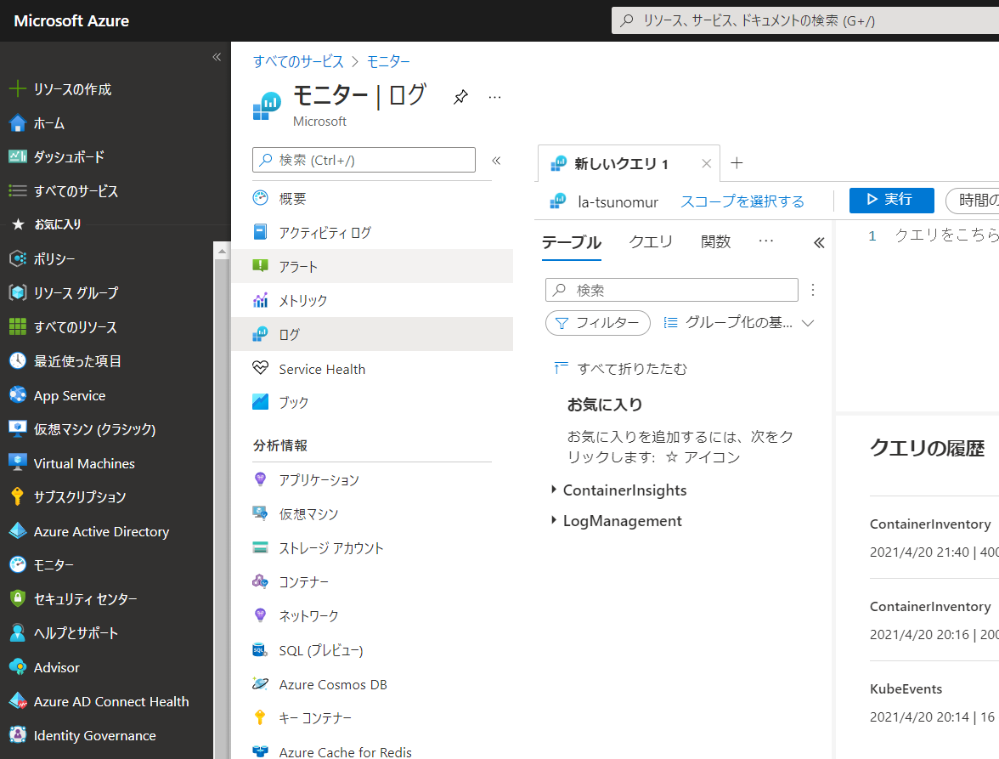 Microsoft Azure
リソース、サービス、ドキュメントの検索 (G+/)
«
リソースの作成
ホーム
ダッシュボード
すべてのサービス
お気に入り
ポリシー
リソース グループ
すべてのリソース
最近使った項目
App Service
仮想マシン (クラシック)
Virtual Machines
サブスクリプション
Azure Active Directory
モニター
セキュリティ センター
ヘルプとサポート
Advisor
Azure AD Connect Health
Identity Governance
すべてのサービス > モニター
モニター | ログ ...
Microsoft
検索 (Ctrl+/) «
概要
アクティビティ ログ
アラート
メトリック
ログ
Service Health
ブック
分析情報
アプリケーション
仮想マシン
ストレージ アカウント
コンテナー
ネットワーク
SQL (プレビュー)
Azure Cosmos DB
キー コンテナー
Azure Cache for Redis
新しいクエリ 1 × +
la-tsunomur スコープを選択する 実行 時間の
テーブル クエリ 関数 ... «
検索
フィルター グループ化の基...
すべて折りたたむ
お気に入り
お気に入りを追加するには、次をク
リックします: ☆ アイコン
ContainerInsights
LogManagement
1 クエリをこちら
クエリの履歴
ContainerInventory
2021/4/20 21:40 | 400
ContainerInventory
2021/4/20 20:16 | 200
KubeEvents
2021/4/20 20:14 | 16